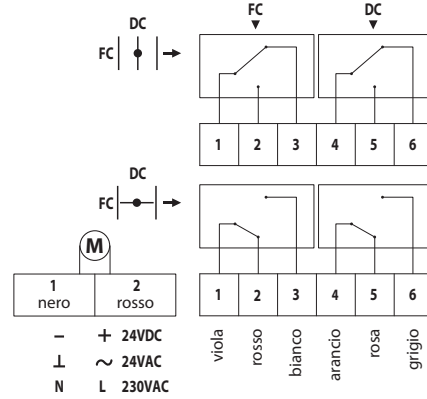 FC DC
DC
FC
1 2 3 4 5 6
DC
FC
M
1 2
nero rosso
1 2 3 4 5 6
viola rosso bianco arancio rosa grigio
− + 24VDC
⊥ ~ 24VAC
N L 230VAC